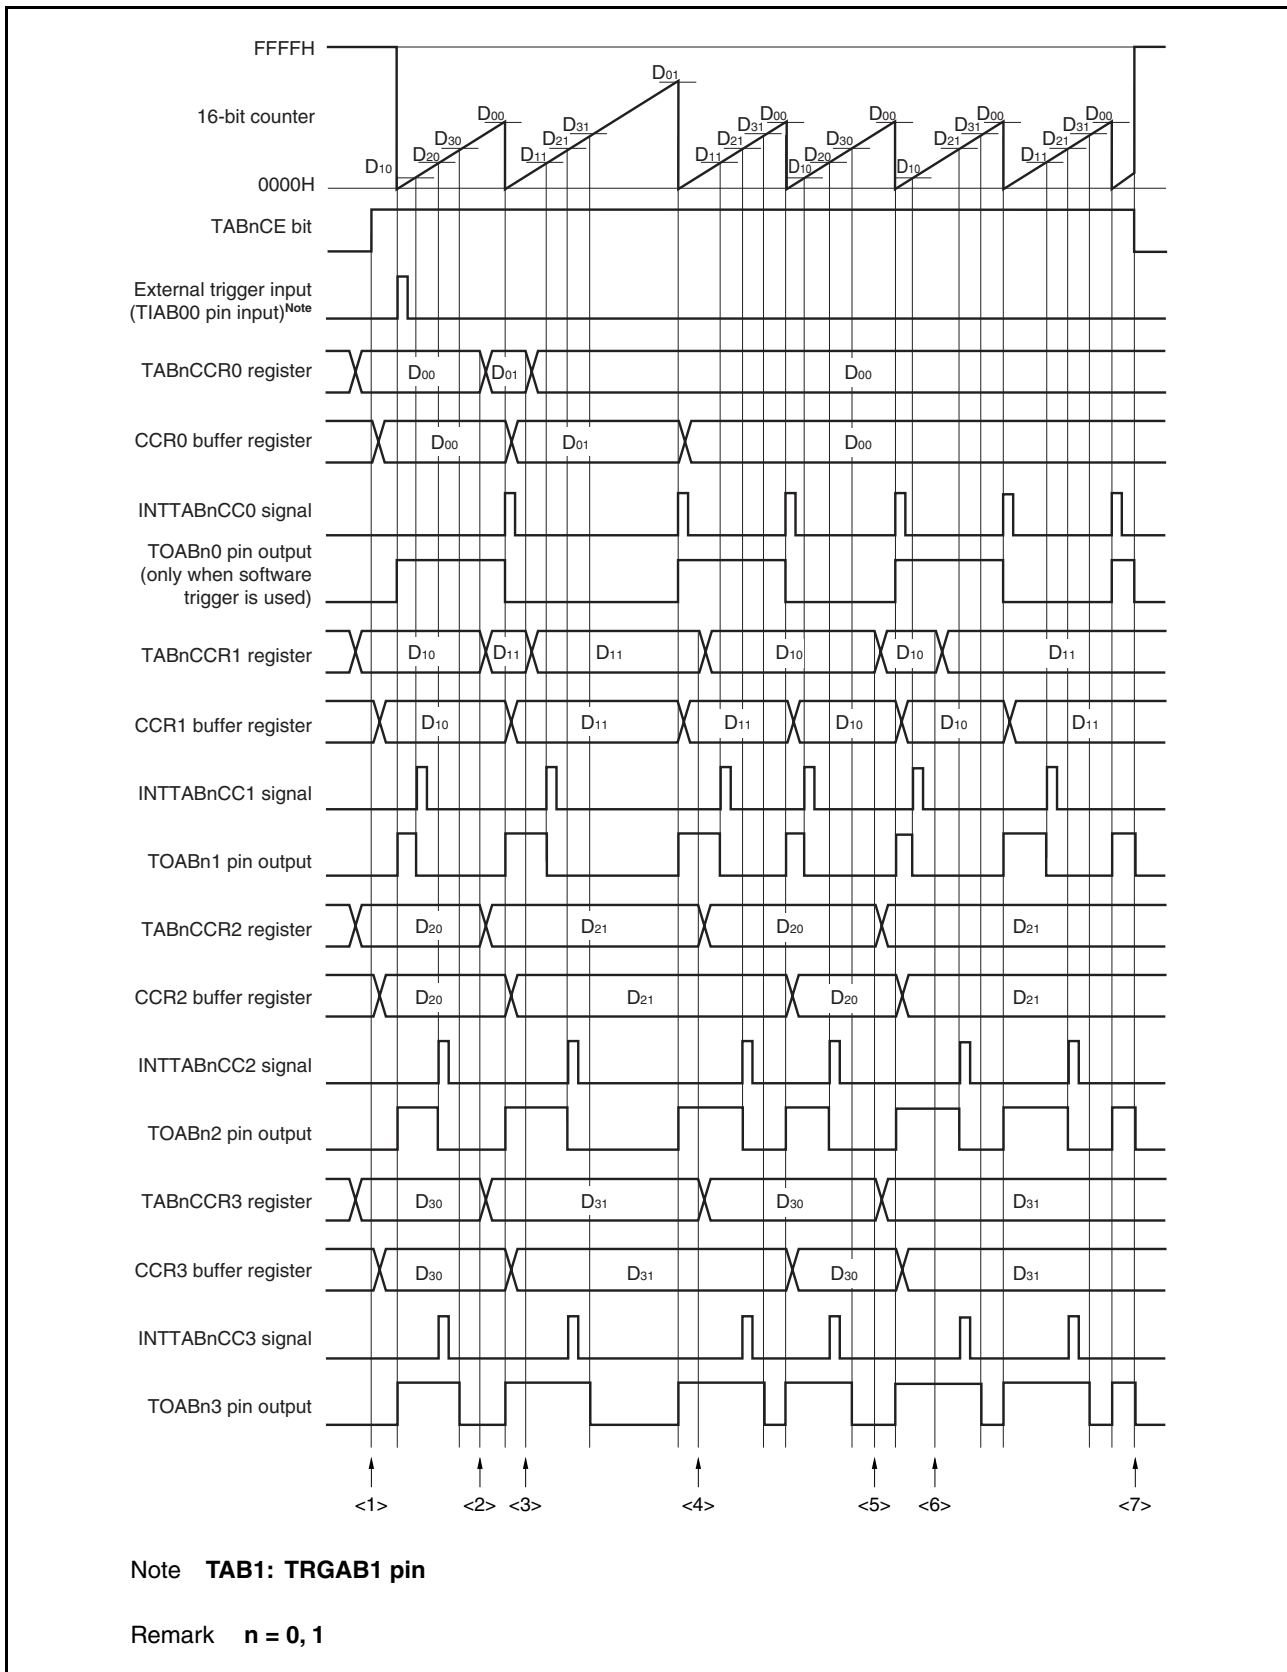 FFFFH
D01
16-bit counter
D00 D00 D00 D00 D00
D30 D31 D31 D30 D31 D31
D20 D21 D21 D20 D21 D21
D10 D11 D11 D10 D10 D11
0000H
TABnCE bit
External trigger input
(TIAB00 pin input)Note
TABnCCR0 register D00 D01 D00
CCR0 buffer register D00 D01 D00
INTTABnCC0 signal
TOABn0 pin output
(only when software
trigger is used)
TABnCCR1 register D10 D11 D11 D10 D10 D11
CCR1 buffer register D10 D11 D11 D10 D10 D11
INTTABnCC1 signal
TOABn1 pin output
TABnCCR2 register D20 D21 D20 D21
CCR2 buffer register D20 D21 D20 D21
INTTABnCC2 signal
TOABn2 pin output
TABnCCR3 register D30 D31 D30 D31
CCR3 buffer register D30 D31 D30 D31
INTTABnCC3 signal
TOABn3 pin output
<1> <2> <3> <4> <5> <6> <7>
Note TAB1: TRGAB1 pin
Remark n = 0, 1